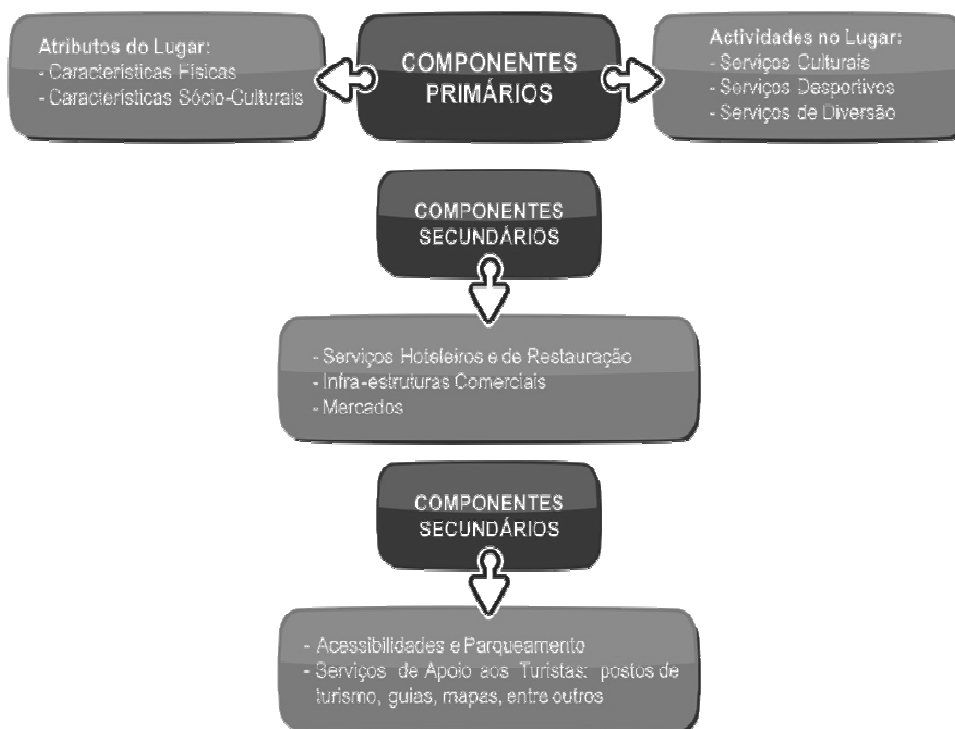 Atributos do Lugar:
- Características Físicas
- Características Sócio-Culturais
COMPONENTES
PRIMÁRIOS
Actividades no Lugar:
- Serviços Culturais
- Serviços Desportivos
- Serviços de Diversão
COMPONENTES
SECUNDÁRIOS
- Serviços Hoteleiros e de Restauração
- Infra-estruturas Comerciais
- Mercados
COMPONENTES
SECUNDÁRIOS
- Acessibilidades e Parqueamento
- Serviços de Apoio aos Turistas: postos de
turismo, guias, mapas, entre outros